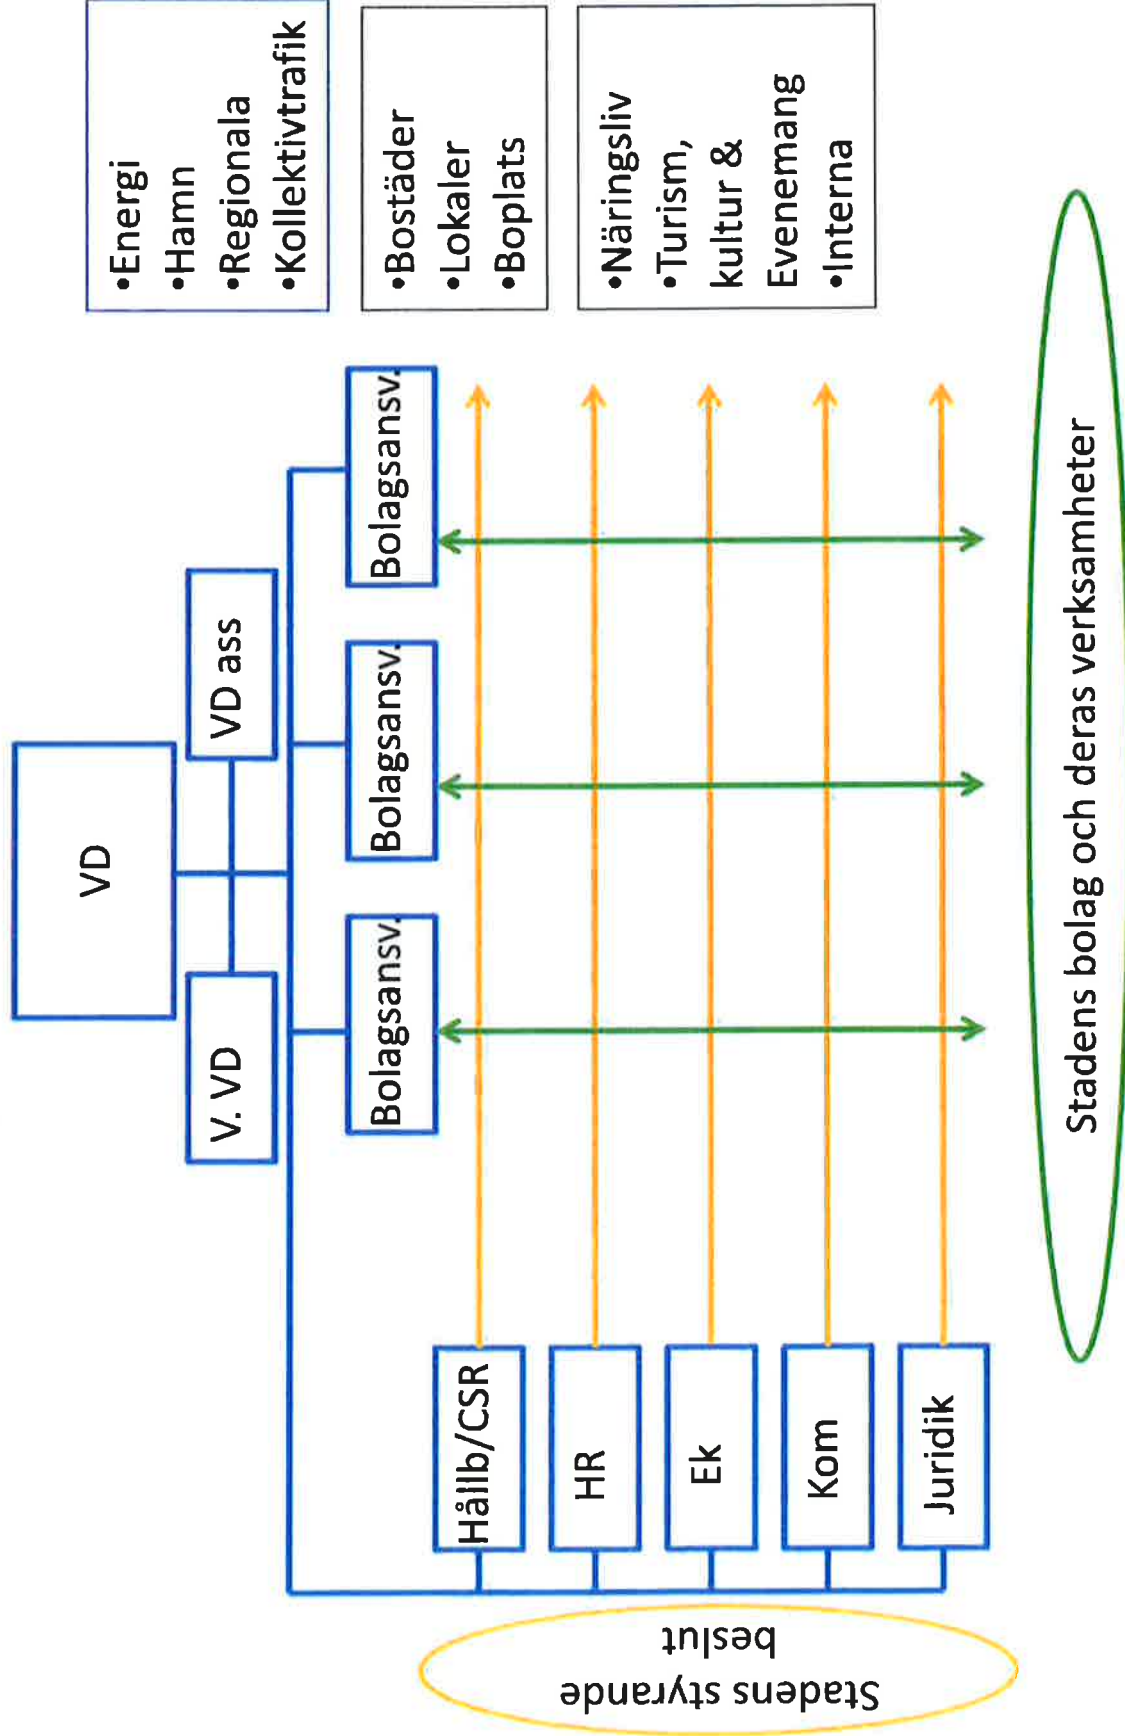 VD
V. VD
VD ass
Bolagsansv.
Bolagsansv.
Bolagsansv.
•Energi
•Hamn
•Regionala
•Kollektivtrafik
•Bostäder
•Lokaler
•Boplats
•Näringsliv
•Turism,
kultur &
Evenemang
•Interna
Stadens styrande
beslut
Hållb/CSR
HR
Ek
Kom
Juridik
Stadens bolag och deras verksamheter